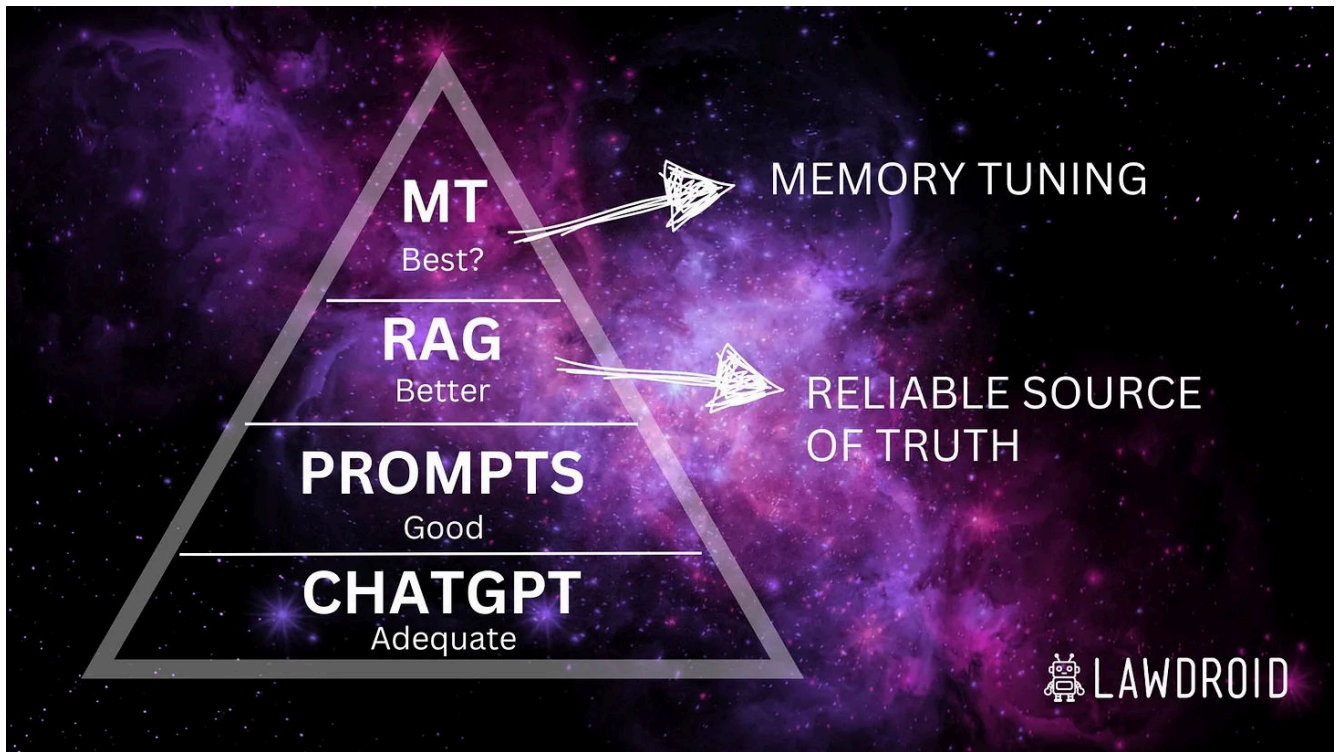 MT
Best?
MEMORY TUNING
RAG
Better
RELIABLE SOURCE
OF TRUTH
PROMPTS
Good
CHATGPT
Adequate
LAWDROID